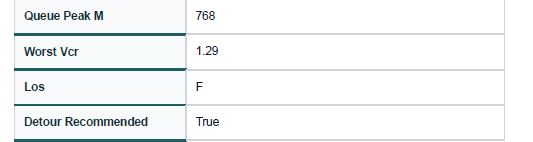 Queue Peak M 768
Worst Vcr 1.29
Los F
Detour Recommended True